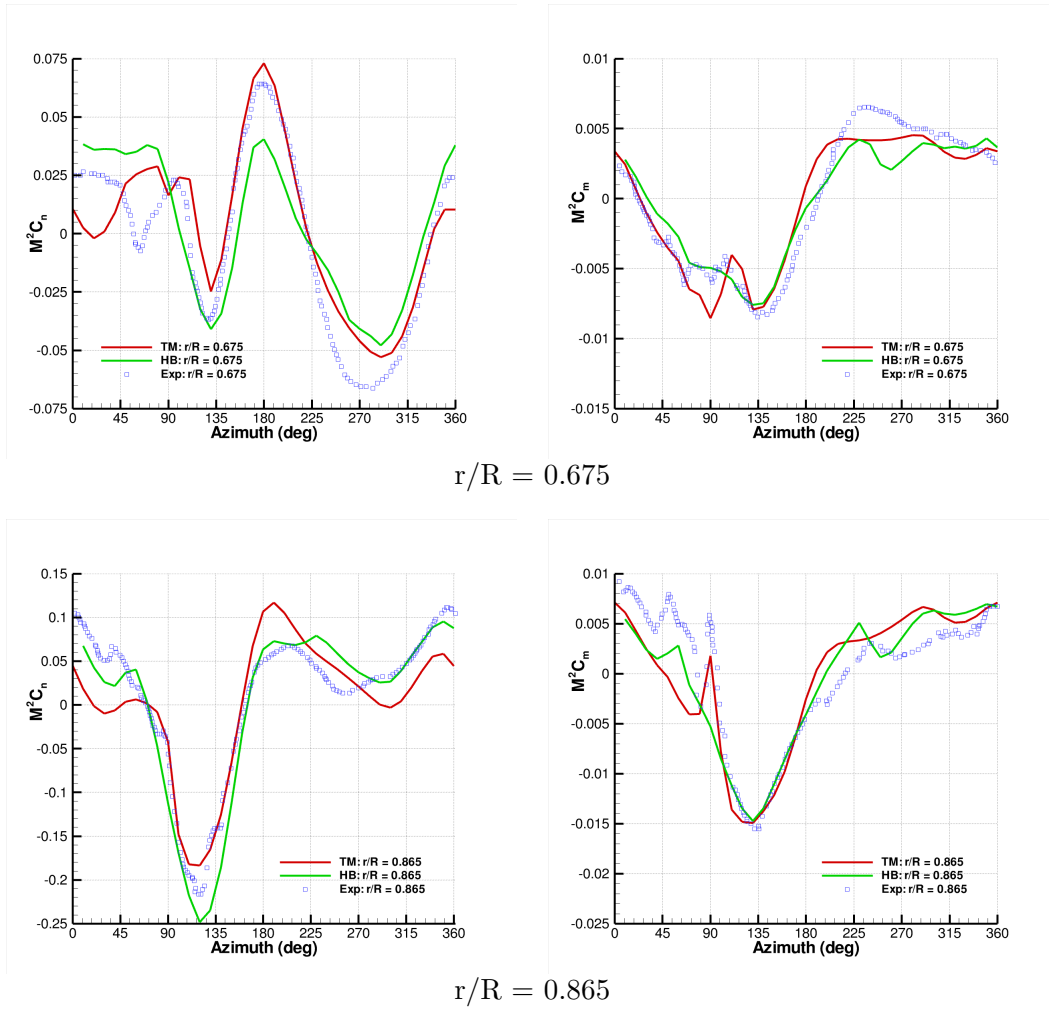 0.075
0.05
0.025
0
-0.025
-0.05
-0.075
M²Cₙ
TM: r/R = 0.675
HB: r/R = 0.675
Exp: r/R = 0.675
0 45 90 135 180 225 270 315 360
Azimuth (deg)
0.01
0.005
0
-0.005
-0.01
-0.015
M²Cₘ
TM: r/R = 0.675
HB: r/R = 0.675
Exp: r/R = 0.675
0 45 90 135 180 225 270 315 360
Azimuth (deg)
r/R = 0.675
0.15
0.1
0.05
0
-0.05
-0.1
-0.15
-0.2
-0.25
M²Cₙ
TM: r/R = 0.865
HB: r/R = 0.865
Exp: r/R = 0.865
0 45 90 135 180 225 270 315 360
Azimuth (deg)
0.01
0.005
0
-0.005
-0.01
-0.015
-0.02
-0.025
M²Cₘ
TM: r/R = 0.865
HB: r/R = 0.865
Exp: r/R = 0.865
0 45 90 135 180 225 270 315 360
Azimuth (deg)
r/R = 0.865